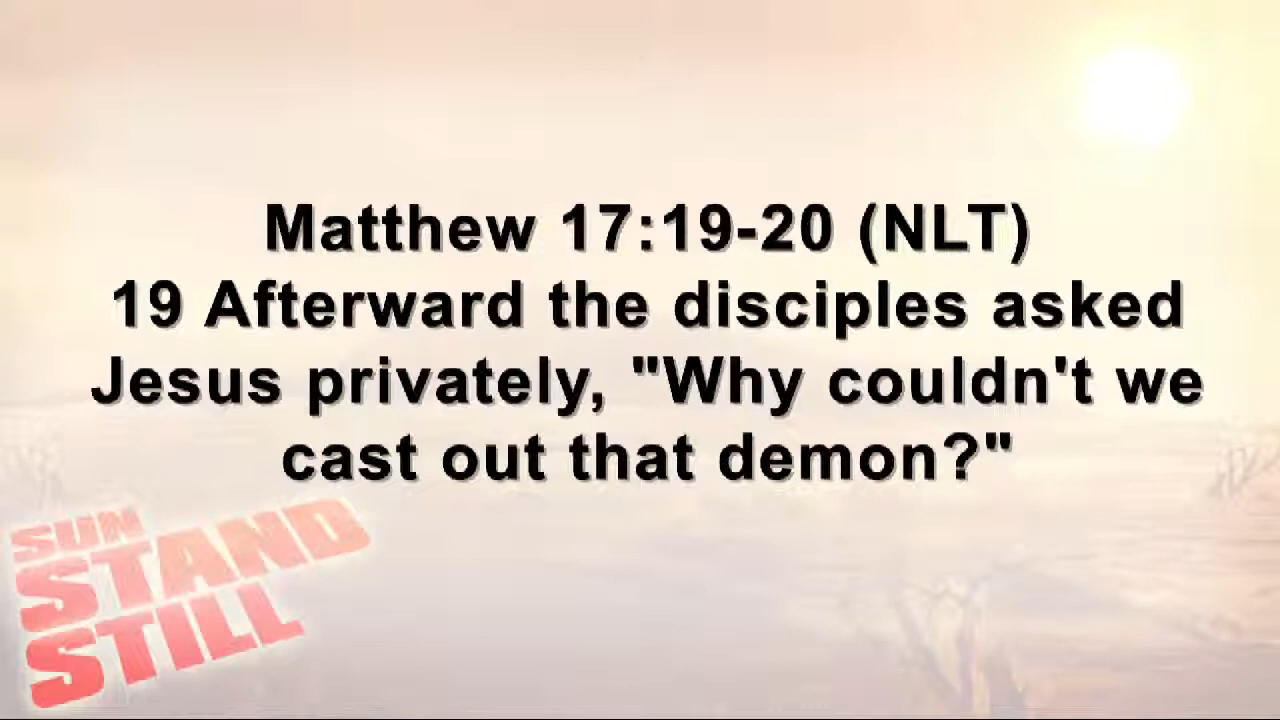 Matthew 17:19-20 (NLT)
19 Afterward the disciples asked
Jesus privately, "Why couldn't we
cast out that demon?"
SUN
STAND
STILL